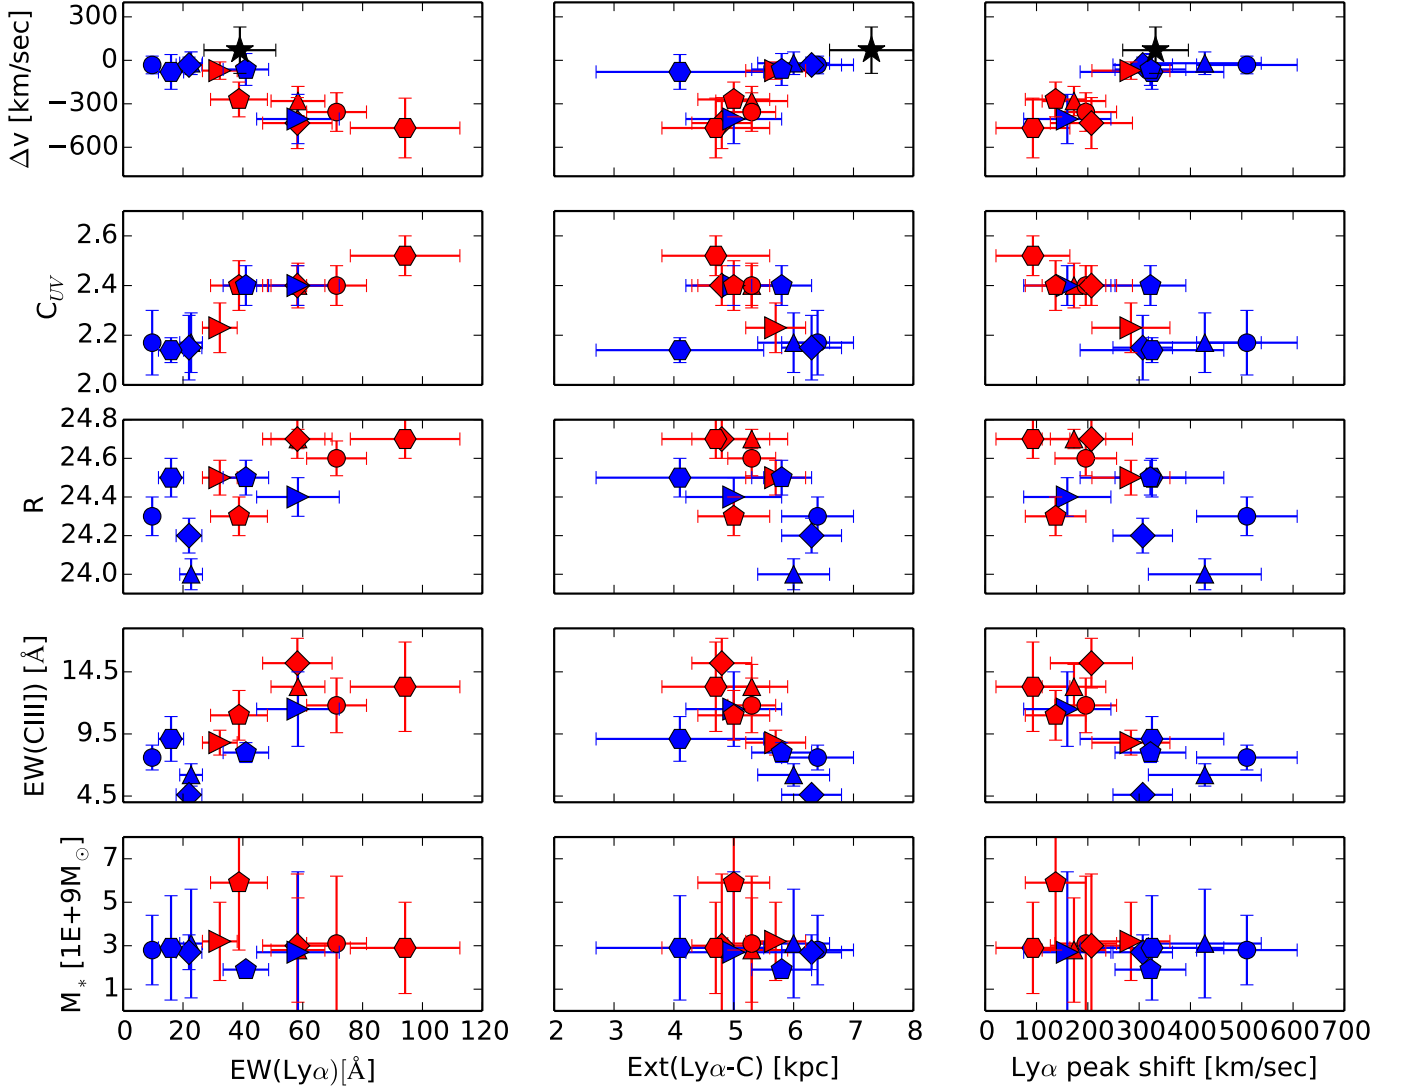 300
0
−300
−600
Δv [km/sec]
2.6
2.4
2.2
2.0
C_UV
24.8
24.6
24.4
24.2
24.0
R
14.5
9.5
4.5
EW(CIII]) [Å]
7
5
3
1
M_* [1E+9M_⊙]
0 20 40 60 80 100 120
2 3 4 5 6 7 8
0 100 200 300 400 500 600 700
EW(Lyα)[Å]
Ext(Lyα-C) [kpc]
Lyα peak shift [km/sec]